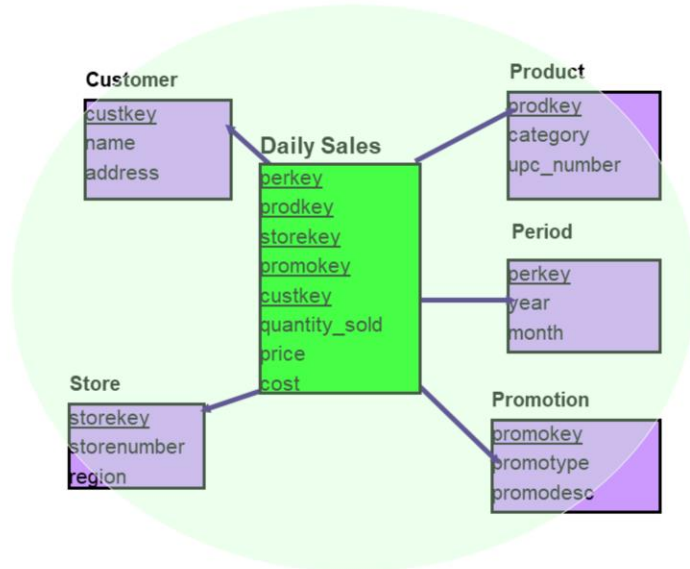 Customer
custkey
name
address
Daily Sales
perkey
prodkey
storekey
promokey
custkey
quantity_sold
price
cost
Product
prodkey
category
upc_number
Period
perkey
year
month
Store
storekey
storenumber
region
Promotion
promokey
promotype
promodesc